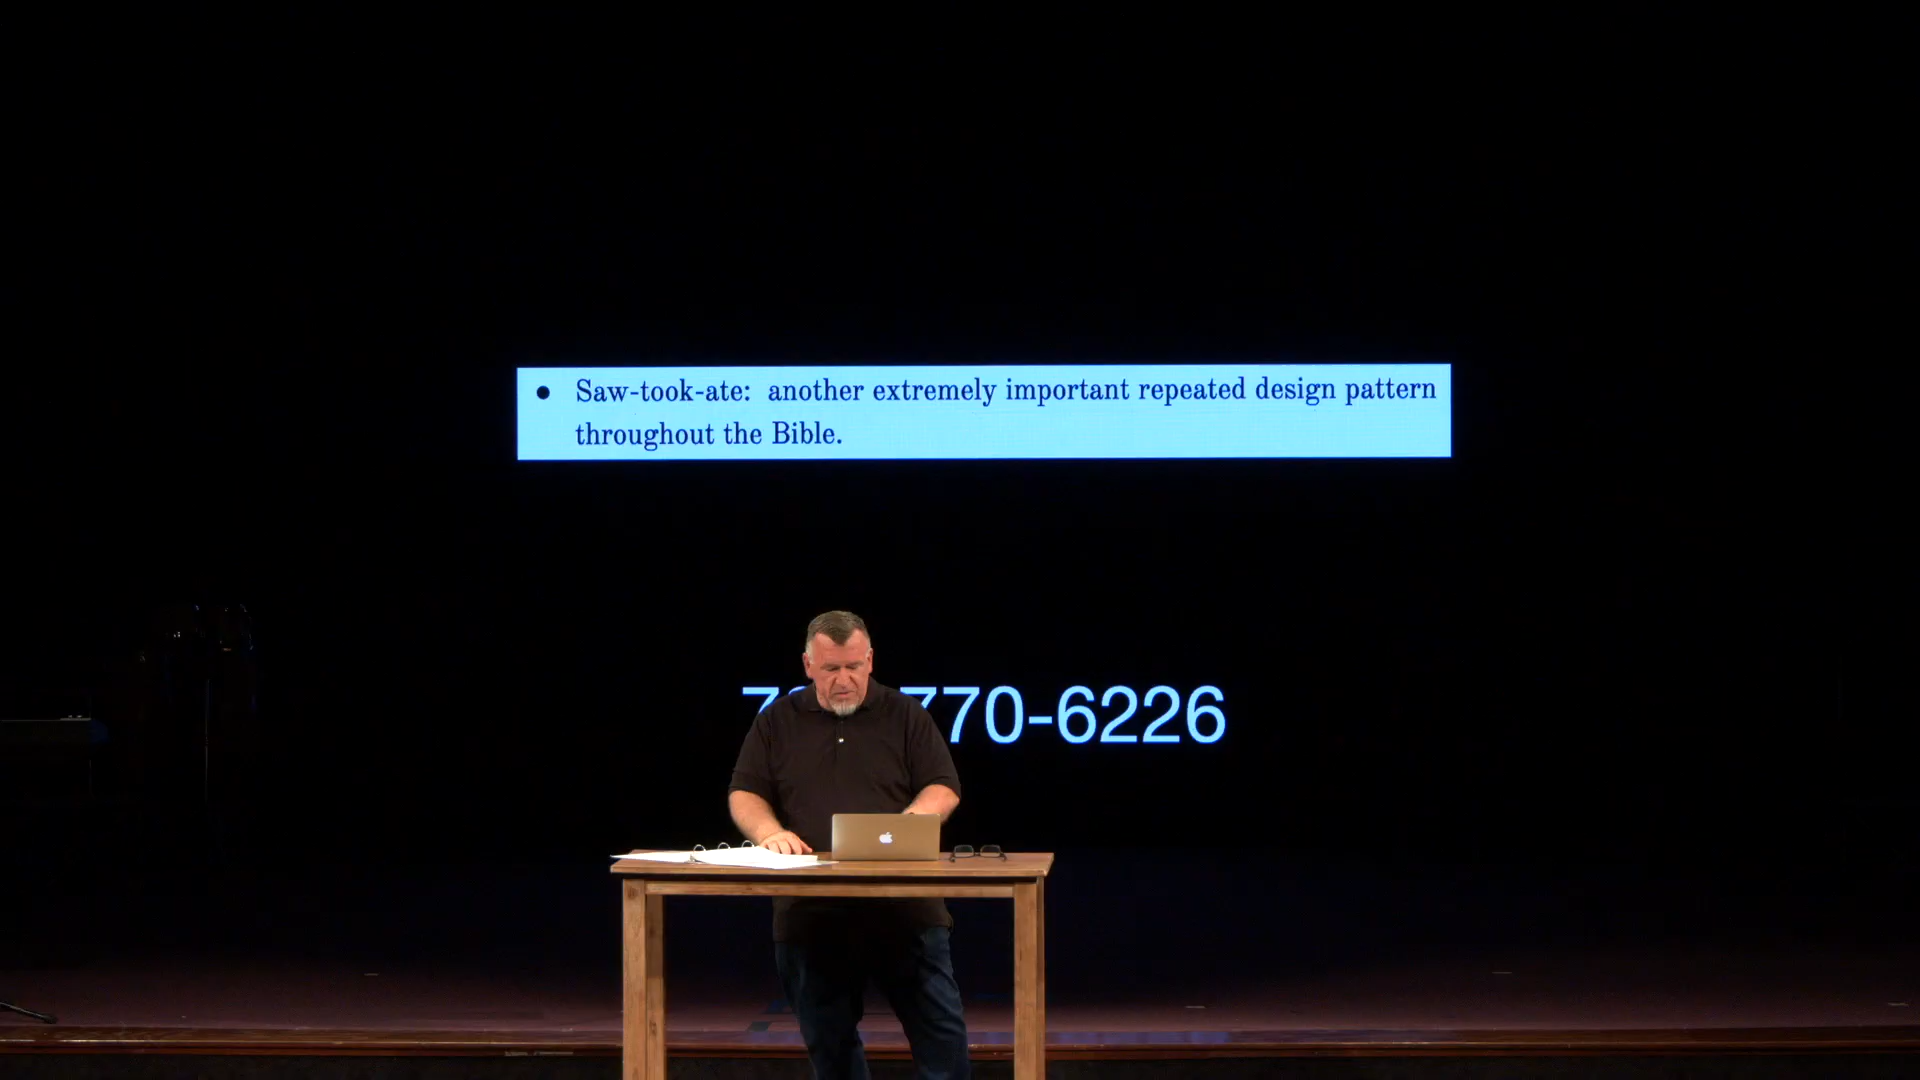 ● Saw-took-ate: another extremely important repeated design pattern
throughout the Bible.
770-6226